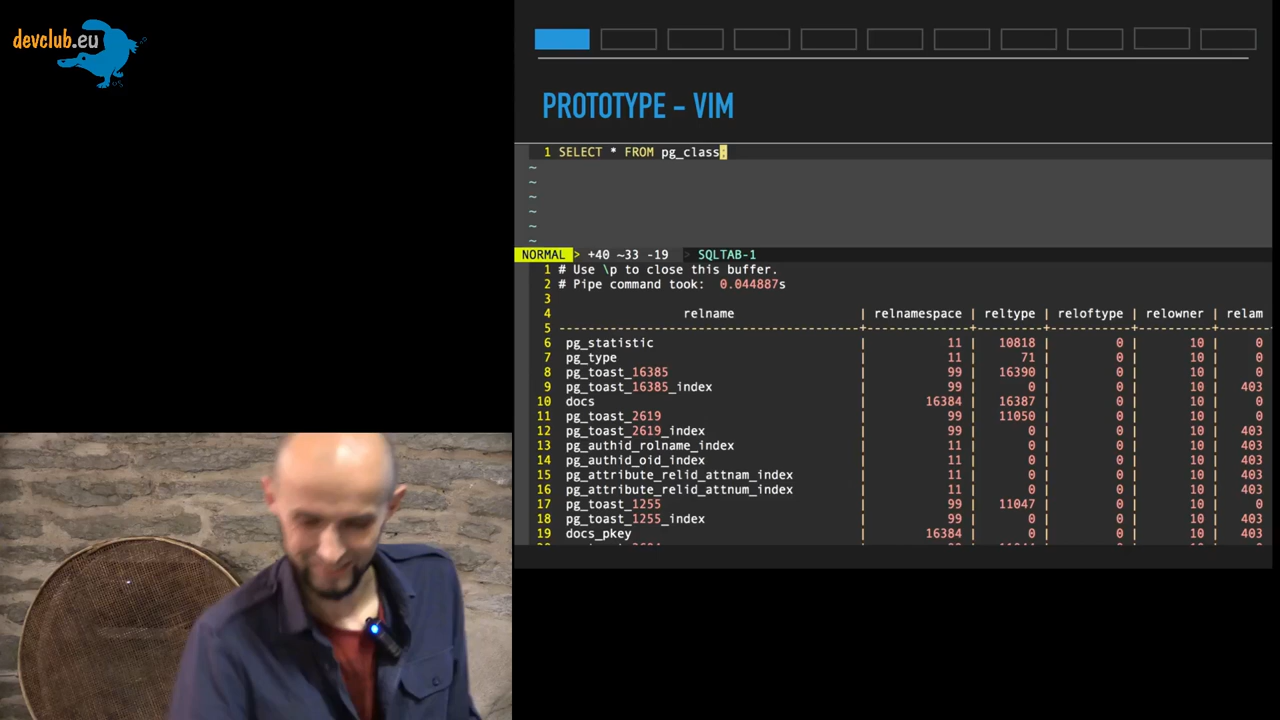 devclub.eu
PROTOTYPE - VIM
1 SELECT * FROM pg_class;
~
~
~
~
~
~
NORMAL > +40 ~33 -19 > SQLTAB-1
1 # Use \p to close this buffer.
2 # Pipe command took: 0.044887s
3
4 relname | relnamespace | reltype | reloftype | relowner | relam
5 -----------------------------------------+--------------+---------+-----------+----------+------
6 pg_statistic | 11 | 10818 | 0 | 10 | 0
7 pg_type | 11 | 71 | 0 | 10 | 0
8 pg_toast_16385 | 99 | 16390 | 0 | 10 | 0
9 pg_toast_16385_index | 99 | 0 | 0 | 10 | 403
10 docs | 16384 | 16387 | 0 | 10 | 0
11 pg_toast_2619 | 99 | 11050 | 0 | 10 | 0
12 pg_toast_2619_index | 99 | 0 | 0 | 10 | 403
13 pg_authid_rolname_index | 11 | 0 | 0 | 10 | 403
14 pg_authid_oid_index | 11 | 0 | 0 | 10 | 403
15 pg_attribute_relid_attnam_index | 11 | 0 | 0 | 10 | 403
16 pg_attribute_relid_attnum_index | 11 | 0 | 0 | 10 | 403
17 pg_toast_1255 | 99 | 11047 | 0 | 10 | 0
18 pg_toast_1255_index | 99 | 0 | 0 | 10 | 403
19 docs_pkey | 16384 | 0 | 0 | 10 | 403